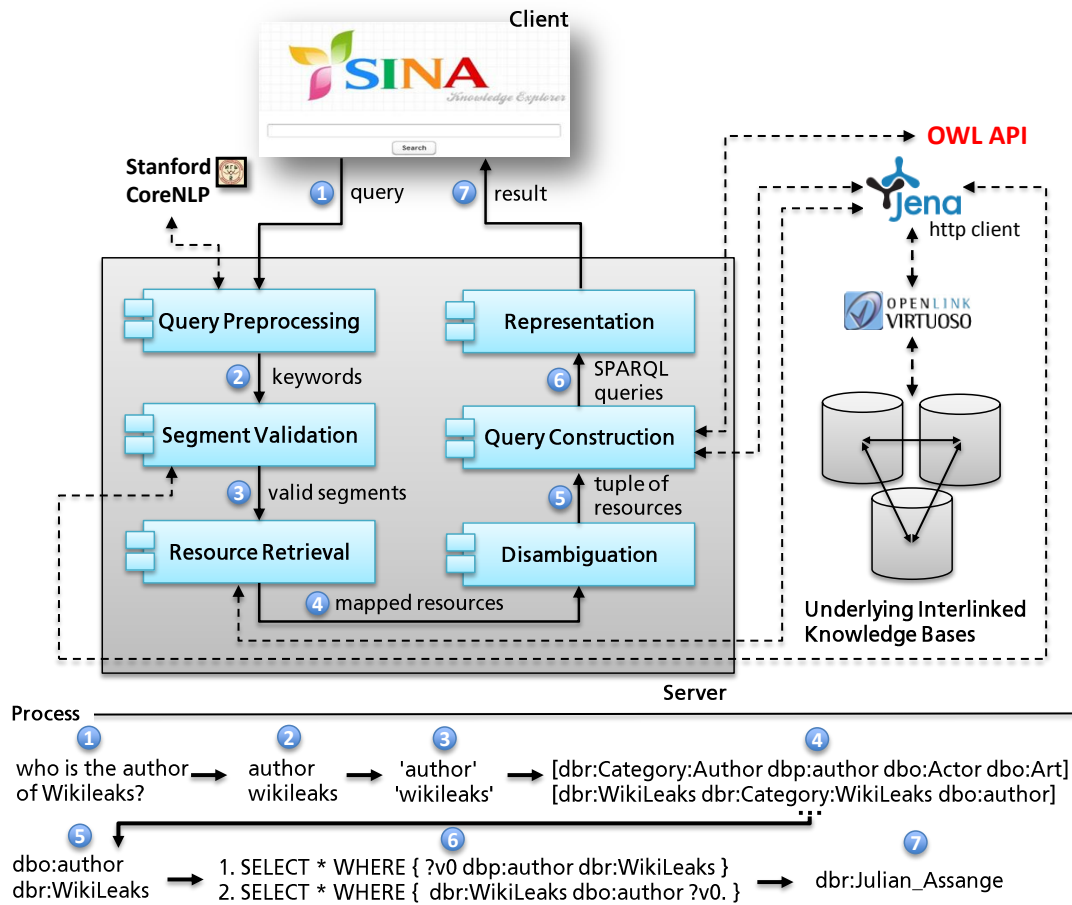 Client
SINA
Knowledge Explorer
Search
Stanford
CoreNLP
1 query
7 result
OWL API
Jena
http client
OPENLINK
VIRTUOSO
Query Preprocessing
Representation
2 keywords
6 SPARQL
queries
Segment Validation
Query Construction
3 valid segments
5 tuple of
resources
Resource Retrieval
Disambiguation
4 mapped resources
Underlying Interlinked
Knowledge Bases
Server
Process
1
2
3
4
who is the author
of Wikileaks?
author
wikileaks
'author'
'wikileaks'
[dbr:Category:Author dbp:author dbo:Actor dbo:Art]
[dbr:WikiLeaks dbr:Category:WikiLeaks dbo:author]
...
5
6
7
dbo:author
dbr:WikiLeaks
1. SELECT * WHERE { ?v0 dbp:author dbr:WikiLeaks }
2. SELECT * WHERE { dbr:WikiLeaks dbo:author ?v0. }
dbr:Julian_Assange